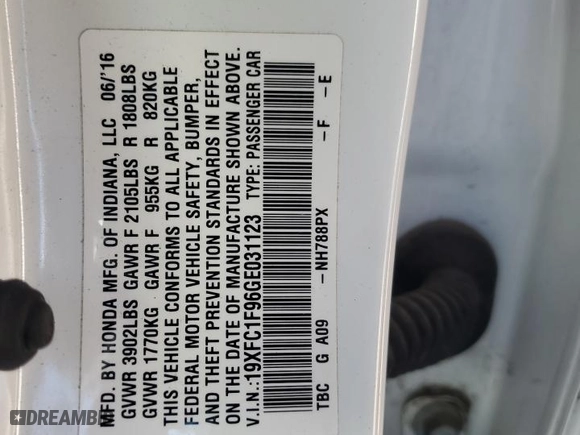 MFD. BY HONDA MFG. OF INDIANA, LLC 06/'16
GVWR 3902LBS GAWR F 2105LBS R 1808LBS
GVWR 1770KG GAWR F 955KG R 820KG
THIS VEHICLE CONFORMS TO ALL APPLICABLE
FEDERAL MOTOR VEHICLE SAFETY, BUMPER,
AND THEFT PREVENTION STANDARDS IN EFFECT
ON THE DATE OF MANUFACTURE SHOWN ABOVE.
V.I.N.:19XFC1F96GE031123 TYPE: PASSENGER CAR
TBC G A09 -NH788PX -F -E
DREAMBID